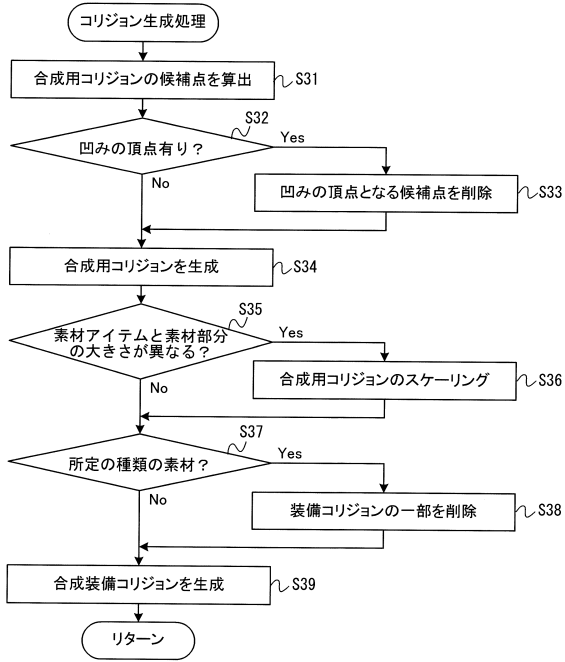 コリジョン生成処理
合成用コリジョンの候補点を算出
S31
S32
凹みの頂点有り？
Yes
No
凹みの頂点となる候補点を削除
S33
合成用コリジョンを生成
S34
S35
素材アイテムと素材部分
の大きさが異なる？
Yes
No
合成用コリジョンのスケーリング
S36
S37
所定の種類の素材？
Yes
No
装備コリジョンの一部を削除
S38
合成装備コリジョンを生成
S39
リターン